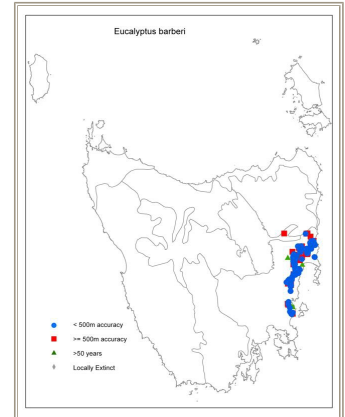 Eucalyptus barberi
< 500m accuracy
>= 500m accuracy
>50 years
Locally Extinct